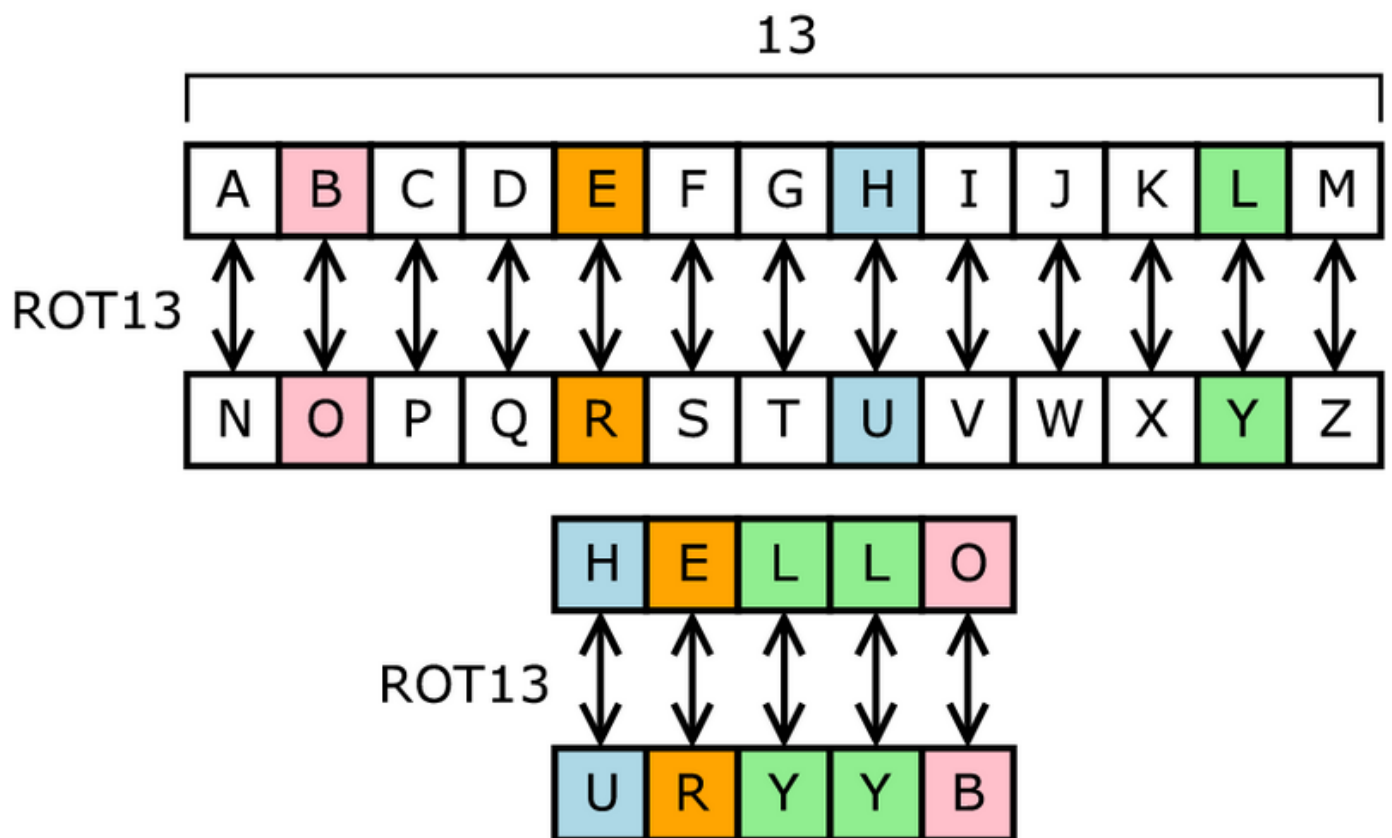 13
A B C D E F G H I J K L M
ROT13
N O P Q R S T U V W X Y Z
H E L L O
ROT13
U R Y Y B